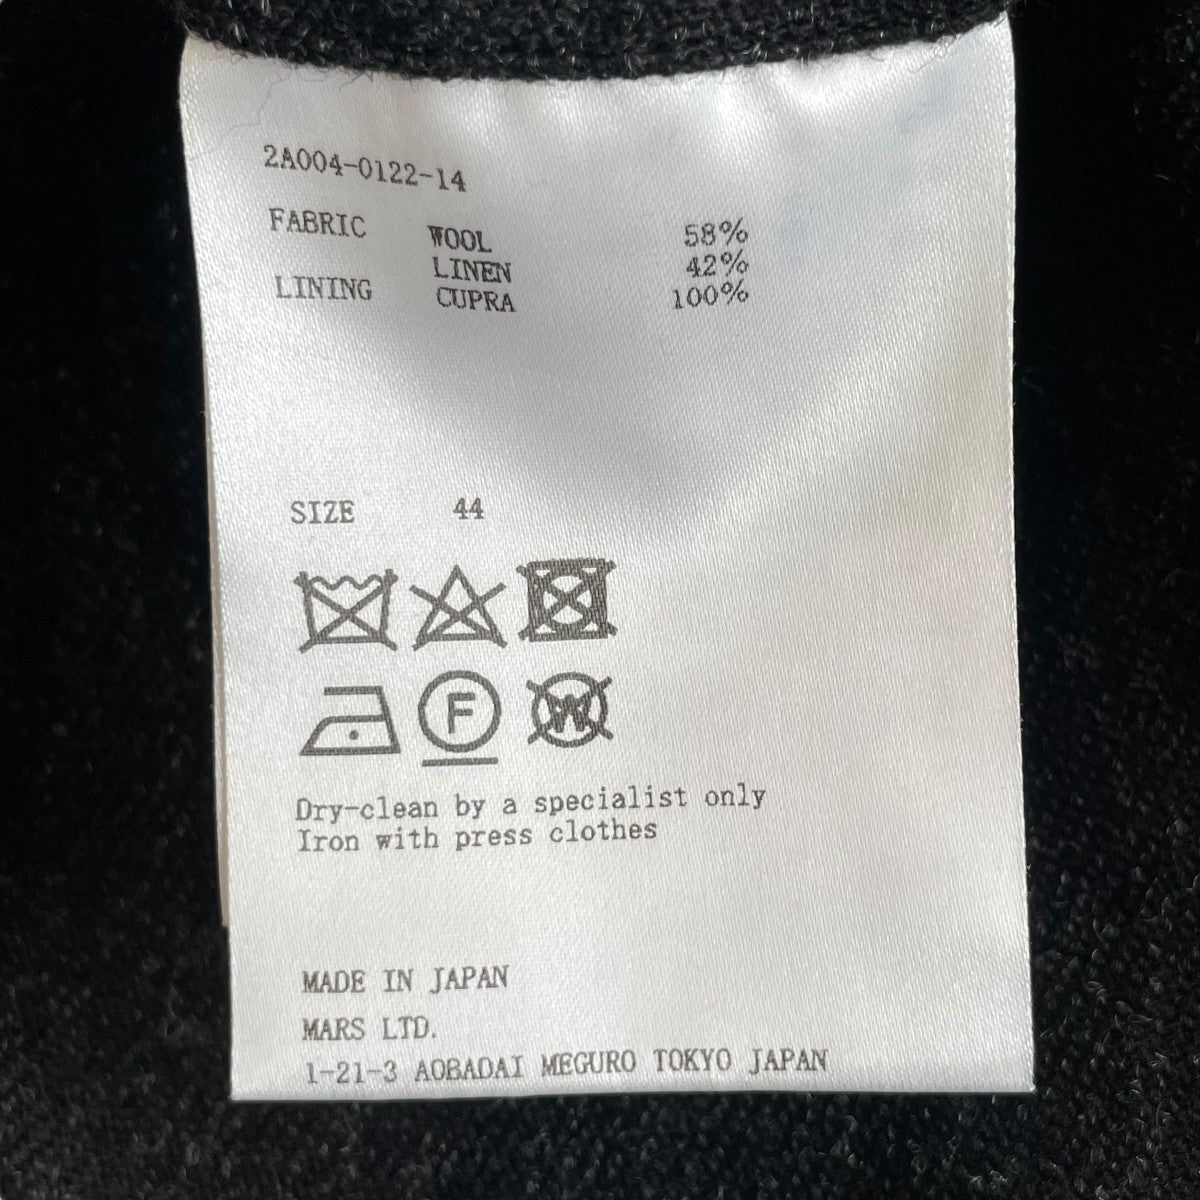 2A004-0122-14
FABRIC WOOL 58%
LINEN 42%
LINING CUPRA 100%
SIZE 44
F W
Dry-clean by a specialist only
Iron with press clothes
MADE IN JAPAN
MARS LTD.
1-21-3 AOBADAI MEGURO TOKYO JAPAN